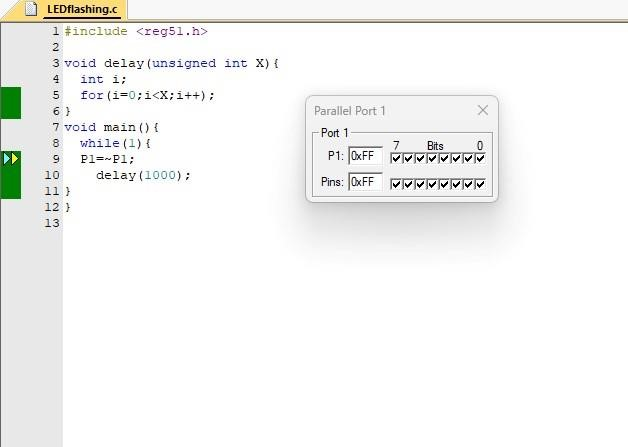 LEDflashing.c
1 #include <reg51.h>
2
3 void delay(unsigned int X){
4 int i;
5 for(i=0;i<X;i++);
6 }
7 void main(){
8 while(1){
9 P1=~P1;
10 delay(1000);
11 }
12 }
13
Parallel Port 1
Port 1
7 Bits 0
P1: 0xFF
Pins: 0xFF